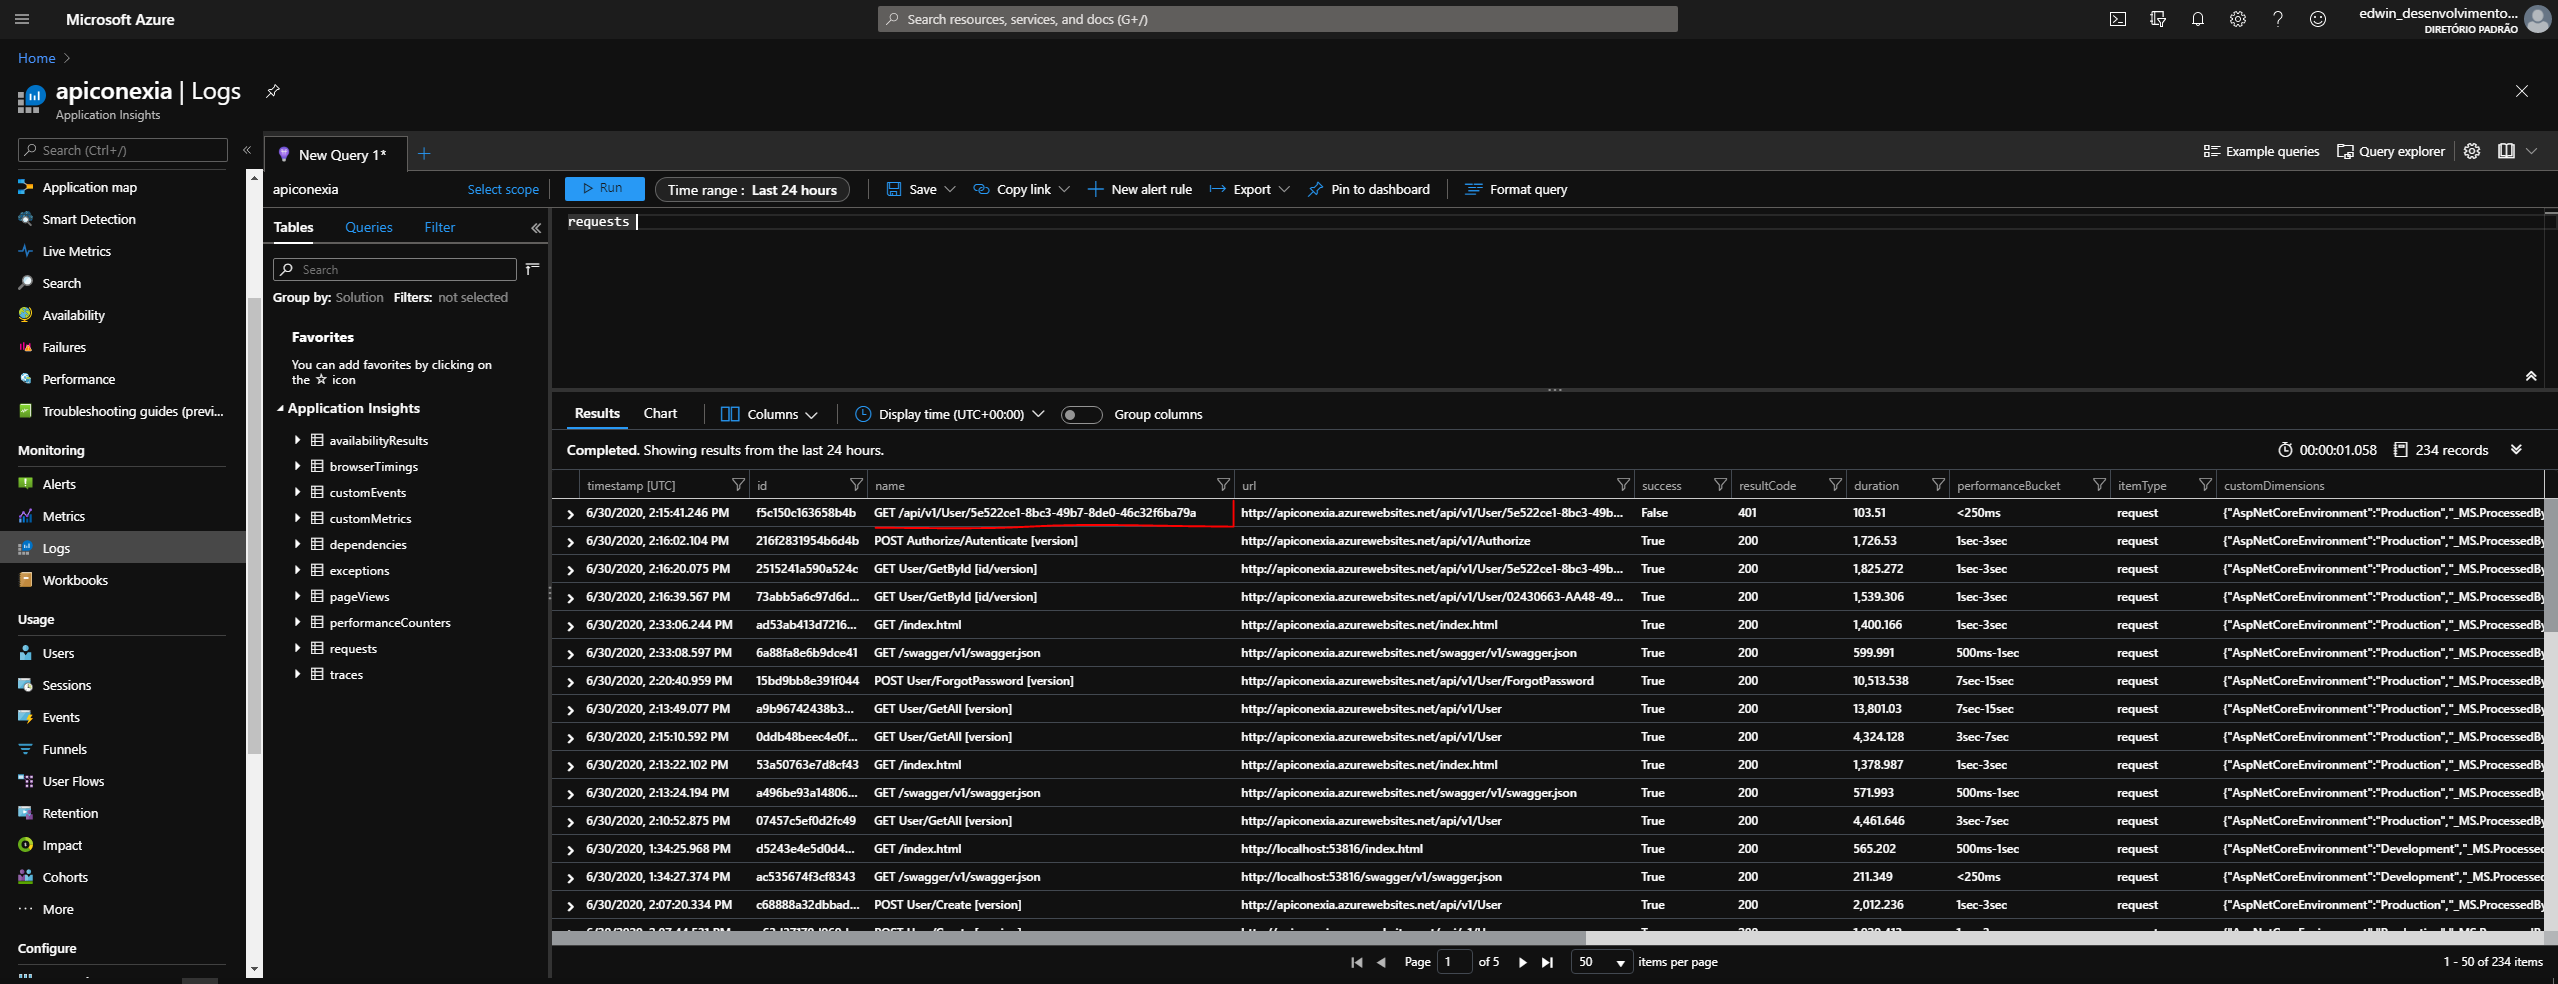 Microsoft Azure
Search resources, services, and docs (G+/)
edwin_desenvolvimento...
DIRETÓRIO PADRÃO
Home
apiconexia | Logs
Application Insights
Search (Ctrl+/)
Application map
Smart Detection
Live Metrics
Search
Availability
Failures
Performance
Troubleshooting guides (previ...
Monitoring
Alerts
Metrics
Logs
Workbooks
Usage
Users
Sessions
Events
Funnels
User Flows
Retention
Impact
Cohorts
More
Configure
New Query 1*
Example queries
Query explorer
apiconexia
Select scope
Run
Time range : Last 24 hours
Save
Copy link
New alert rule
Export
Pin to dashboard
Format query
Tables Queries Filter
Search
Group by: Solution Filters: not selected
Favorites
You can add favorites by clicking on
the ☆ icon
Application Insights
availabilityResults
browserTimings
customEvents
customMetrics
dependencies
exceptions
pageViews
performanceCounters
requests
traces
requests
Results Chart Columns Display time (UTC+00:00) Group columns
Completed. Showing results from the last 24 hours.
00:00:01.058 234 records
timestamp [UTC] id name url success resultCode duration performanceBucket itemType customDimensions
6/30/2020, 2:15:41.246 PM f5c150c163658b4b GET /api/v1/User/5e522ce1-8bc3-49b7-8de0-46c32f6ba79a http://apiconexia.azurewebsites.net/api/v1/User/5e522ce1-8bc3-49b... False 401 103.51 <250ms request {"AspNetCoreEnvironment":"Production","_MS.ProcessedBy
6/30/2020, 2:16:02.104 PM 216f2831954b6d4b POST Authorize/Autenticate [version] http://apiconexia.azurewebsites.net/api/v1/Authorize True 200 1,726.53 1sec-3sec request {"AspNetCoreEnvironment":"Production","_MS.ProcessedBy
6/30/2020, 2:16:20.075 PM 2515241a590a524c GET User/GetById [id/version] http://apiconexia.azurewebsites.net/api/v1/User/5e522ce1-8bc3-49b... True 200 1,825.272 1sec-3sec request {"AspNetCoreEnvironment":"Production","_MS.ProcessedBy
6/30/2020, 2:16:39.567 PM 73abb5a6c97d6d... GET User/GetById [id/version] http://apiconexia.azurewebsites.net/api/v1/User/02430663-AA48-49... True 200 1,539.306 1sec-3sec request {"AspNetCoreEnvironment":"Production","_MS.ProcessedBy
6/30/2020, 2:33:06.244 PM ad53ab413d7216... GET /index.html http://apiconexia.azurewebsites.net/index.html True 200 1,400.166 1sec-3sec request {"AspNetCoreEnvironment":"Production","_MS.ProcessedBy
6/30/2020, 2:33:08.597 PM 6a88fa8e6b9dce41 GET /swagger/v1/swagger.json http://apiconexia.azurewebsites.net/swagger/v1/swagger.json True 200 599.991 500ms-1sec request {"AspNetCoreEnvironment":"Production","_MS.ProcessedBy
6/30/2020, 2:20:40.959 PM 15bd9bb8e391f044 POST User/ForgotPassword [version] http://apiconexia.azurewebsites.net/api/v1/User/ForgotPassword True 200 10,513.538 7sec-15sec request {"AspNetCoreEnvironment":"Production","_MS.ProcessedBy
6/30/2020, 2:13:49.077 PM a9b96742438b3... GET User/GetAll [version] http://apiconexia.azurewebsites.net/api/v1/User True 200 13,801.03 7sec-15sec request {"AspNetCoreEnvironment":"Production","_MS.ProcessedBy
6/30/2020, 2:15:10.592 PM 0ddb48beec4e0f... GET User/GetAll [version] http://apiconexia.azurewebsites.net/api/v1/User True 200 4,324.128 3sec-7sec request {"AspNetCoreEnvironment":"Production","_MS.ProcessedBy
6/30/2020, 2:13:22.102 PM 53a50763e7d8cf43 GET /index.html http://apiconexia.azurewebsites.net/index.html True 200 1,378.987 1sec-3sec request {"AspNetCoreEnvironment":"Production","_MS.ProcessedBy
6/30/2020, 2:13:24.194 PM a496be93a14806... GET /swagger/v1/swagger.json http://apiconexia.azurewebsites.net/swagger/v1/swagger.json True 200 571.993 500ms-1sec request {"AspNetCoreEnvironment":"Production","_MS.ProcessedBy
6/30/2020, 2:10:52.875 PM 07457c5ef0d2fc49 GET User/GetAll [version] http://apiconexia.azurewebsites.net/api/v1/User True 200 4,461.646 3sec-7sec request {"AspNetCoreEnvironment":"Production","_MS.ProcessedBy
6/30/2020, 1:34:25.968 PM d5243e4e5d0d4... GET /index.html http://localhost:53816/index.html True 200 565.202 500ms-1sec request {"AspNetCoreEnvironment":"Development","_MS.Processed
6/30/2020, 1:34:27.374 PM ac535674f3cf8343 GET /swagger/v1/swagger.json http://localhost:53816/swagger/v1/swagger.json True 200 211.349 <250ms request {"AspNetCoreEnvironment":"Development","_MS.Processed
6/30/2020, 2:07:20.334 PM c68888a32dbbad... POST User/Create [version] http://apiconexia.azurewebsites.net/api/v1/User True 200 2,012.236 1sec-3sec request {"AspNetCoreEnvironment":"Production","_MS.ProcessedBy
Page 1 of 5 50 items per page 1 - 50 of 234 items